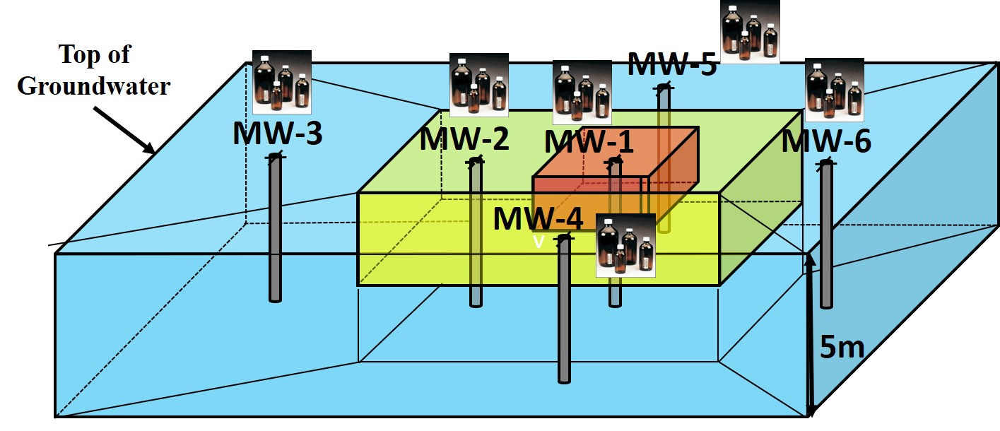 Top of
Groundwater
MW-5
MW-3
MW-2
MW-1
MW-6
MW-4
V
5m